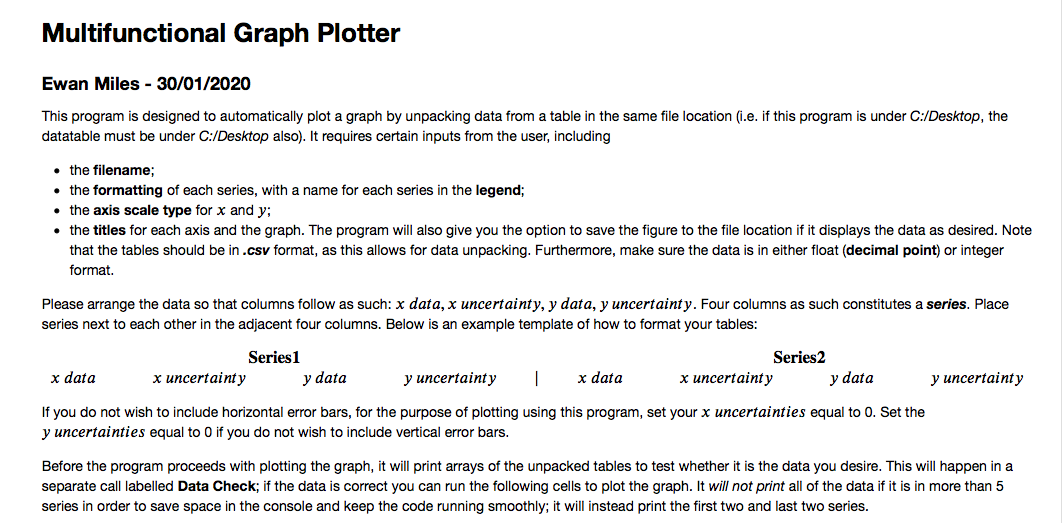 Multifunctional Graph Plotter
Ewan Miles - 30/01/2020
This program is designed to automatically plot a graph by unpacking data from a table in the same file location (i.e. if this program is under C:/Desktop, the
datatable must be under C:/Desktop also). It requires certain inputs from the user, including
• the filename;
• the formatting of each series, with a name for each series in the legend;
• the axis scale type for x and y;
• the titles for each axis and the graph. The program will also give you the option to save the figure to the file location if it displays the data as desired. Note
that the tables should be in .csv format, as this allows for data unpacking. Furthermore, make sure the data is in either float (decimal point) or integer
format.
Please arrange the data so that columns follow as such: x data, x uncertainty, y data, y uncertainty. Four columns as such constitutes a series. Place
series next to each other in the adjacent four columns. Below is an example template of how to format your tables:
Series1 Series2
x data x uncertainty y data y uncertainty | x data x uncertainty y data y uncertainty
If you do not wish to include horizontal error bars, for the purpose of plotting using this program, set your x uncertainties equal to 0. Set the
y uncertainties equal to 0 if you do not wish to include vertical error bars.
Before the program proceeds with plotting the graph, it will print arrays of the unpacked tables to test whether it is the data you desire. This will happen in a
separate call labelled Data Check; if the data is correct you can run the following cells to plot the graph. It will not print all of the data if it is in more than 5
series in order to save space in the console and keep the code running smoothly; it will instead print the first two and last two series.